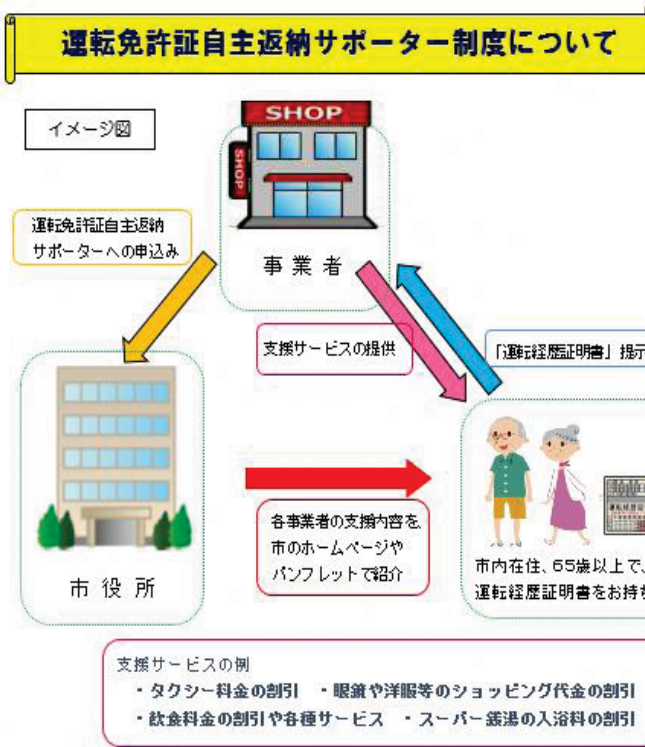 運転免許証自主返納サポーター制度について
イメージ図
SHOP
SHOP
運転免許証自主返納
サポーターへの申込み
事業者
支援サービスの提供
「運転経歴証明書」提示
各事業者の支援内容を
市のホームページや
パンフレットで紹介
市役所
市内在住、65歳以上で、
運転経歴証明書をお持ち
支援サービスの例
・タクシー料金の割引 ・眼鏡や洋服等のショッピング代金の割引
・飲食料金の割引や各種サービス ・スーパー銭湯の入浴料の割引